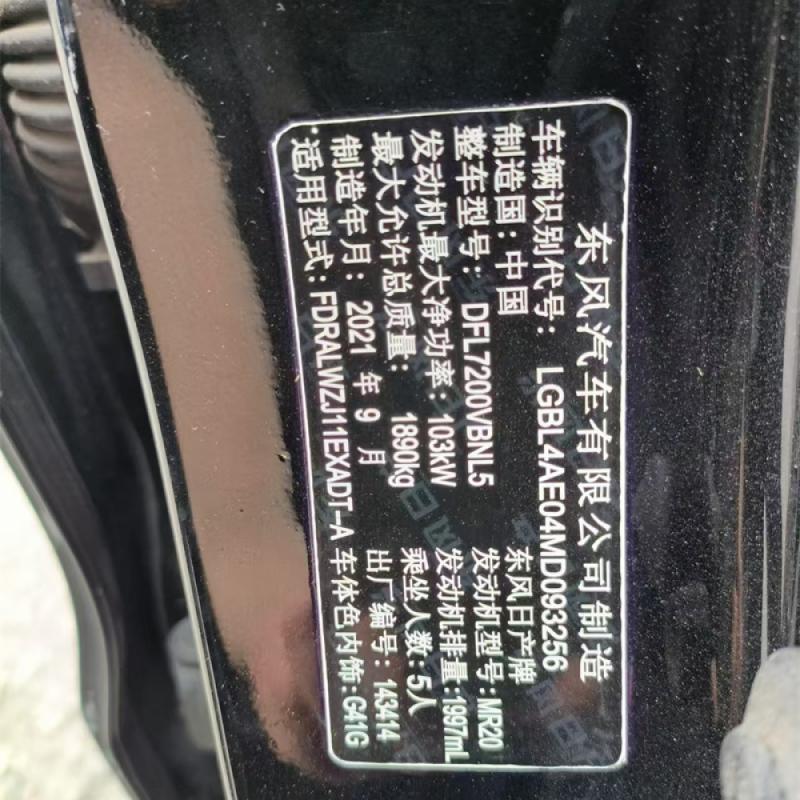 东风汽车有限公司制造
车辆识别代号: LGBL4AE04MD093256
制造国: 中国 东风日产牌
整车型号: DFL7200VBNL5 发动机型号: MR20
发动机最大净功率: 103kW 发动机排量: 1997mL
最大允许总质量: 1890kg 乘坐人数: 5人
制造年月: 2021 年 9 月 出厂编号: 143414
*适用型式: FDRALWZJ11EXADT-A 车体色内饰: G41G